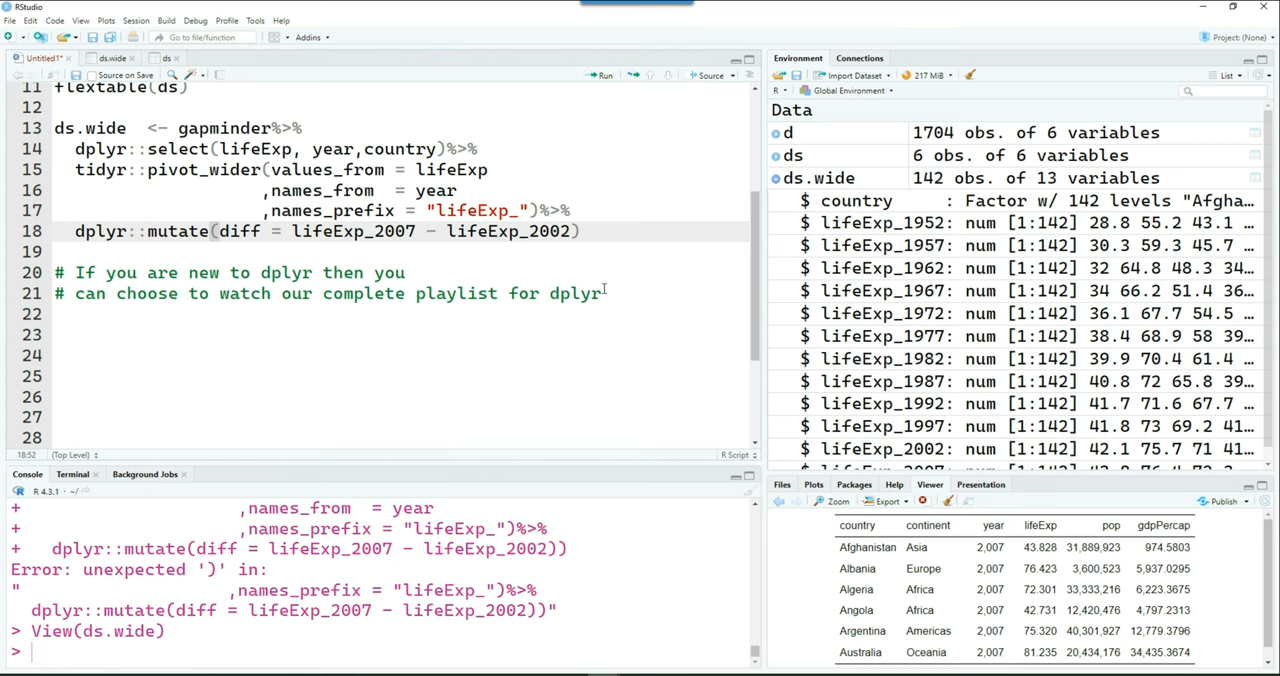 RStudio
File Edit Code View Plots Session Build Debug Profile Tools Help
Go to file/function Addins Project: (None)
Untitled1* ds.wide ds
Source on Save Run Source
11 flextable(ds)
12
13 ds.wide <- gapminder%>%
14 dplyr::select(lifeExp, year,country)%>%
15 tidyr::pivot_wider(values_from = lifeExp
16 ,names_from = year
17 ,names_prefix = "lifeExp_")%>%
18 dplyr::mutate(diff = lifeExp_2007 - lifeExp_2002)
19
20 # If you are new to dplyr then you
21 # can choose to watch our complete playlist for dplyr
22
23
24
25
26
27
28
18:52 (Top Level) R Script
Console Terminal Background Jobs
R 4.3.1 · ~/
+ ,names_from = year
+ ,names_prefix = "lifeExp_")%>%
+ dplyr::mutate(diff = lifeExp_2007 - lifeExp_2002))
Error: unexpected ')' in:
" ,names_prefix = "lifeExp_")%>%
dplyr::mutate(diff = lifeExp_2007 - lifeExp_2002))"
> View(ds.wide)
>
Environment Connections
Import Dataset 217 MiB List
R Global Environment
Data
d 1704 obs. of 6 variables
ds 6 obs. of 6 variables
ds.wide 142 obs. of 13 variables
$ country : Factor w/ 142 levels "Afgha…
$ lifeExp_1952: num [1:142] 28.8 55.2 43.1 …
$ lifeExp_1957: num [1:142] 30.3 59.3 45.7 …
$ lifeExp_1962: num [1:142] 32 64.8 48.3 34…
$ lifeExp_1967: num [1:142] 34 66.2 51.4 36…
$ lifeExp_1972: num [1:142] 36.1 67.7 54.5 …
$ lifeExp_1977: num [1:142] 38.4 68.9 58 39…
$ lifeExp_1982: num [1:142] 39.9 70.4 61.4 …
$ lifeExp_1987: num [1:142] 40.8 72 65.8 39…
$ lifeExp_1992: num [1:142] 41.7 71.6 67.7 …
$ lifeExp_1997: num [1:142] 41.8 73 69.2 41…
$ lifeExp_2002: num [1:142] 42.1 75.7 71 41…
Files Plots Packages Help Viewer Presentation
Zoom Export Publish
country continent year lifeExp pop gdpPercap
Afghanistan Asia 2,007 43.828 31,889,923 974.5803
Albania Europe 2,007 76.423 3,600,523 5,937.0295
Algeria Africa 2,007 72.301 33,333,216 6,223.3675
Angola Africa 2,007 42.731 12,420,476 4,797.2313
Argentina Americas 2,007 75.320 40,301,927 12,779.3796
Australia Oceania 2,007 81.235 20,434,176 34,435.3674